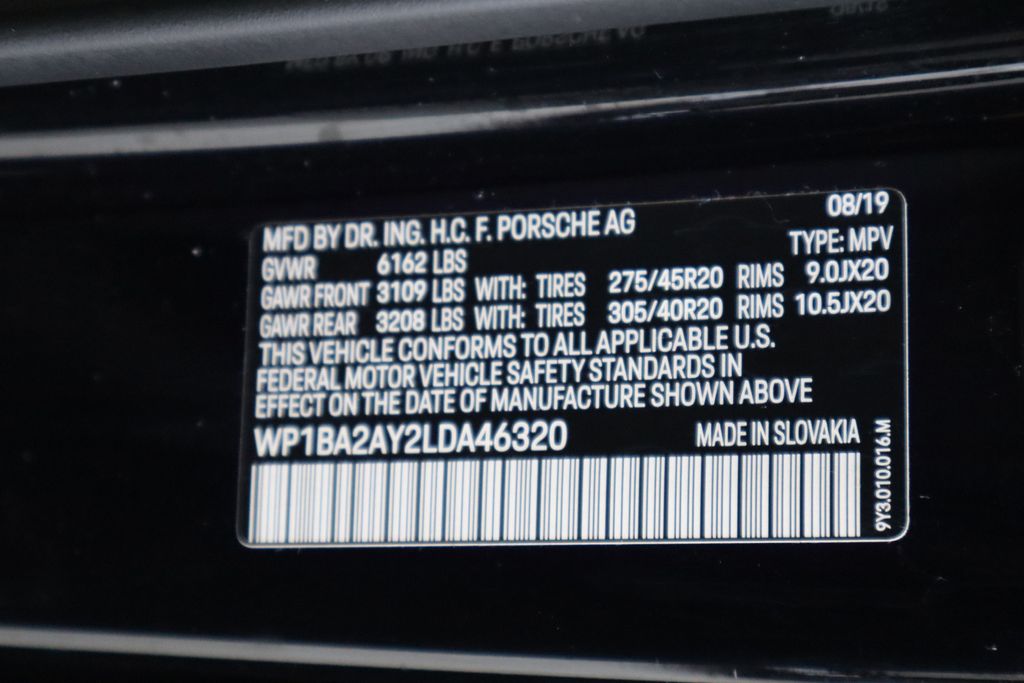 MFD BY DR. ING. H.C. F. PORSCHE AG 08/19
TYPE: MPV
GVWR 6162 LBS
GAWR FRONT 3109 LBS WITH: TIRES 275/45R20 RIMS 9.0JX20
GAWR REAR 3208 LBS WITH: TIRES 305/40R20 RIMS 10.5JX20
THIS VEHICLE CONFORMS TO ALL APPLICABLE U.S.
FEDERAL MOTOR VEHICLE SAFETY STANDARDS IN
EFFECT ON THE DATE OF MANUFACTURE SHOWN ABOVE
WP1BA2AY2LDA46320 MADE IN SLOVAKIA
9Y3.010.016.M